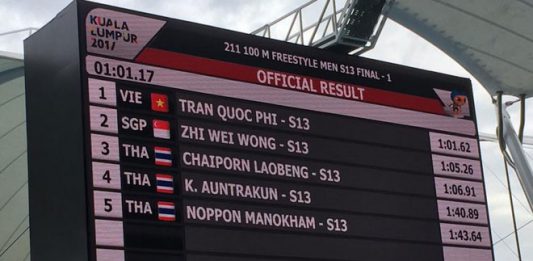 KUALA
LUMPUR
2017
211 100 M FREESTYLE MEN S13 FINAL - 1
01:01.17 OFFICIAL RESULT
1 VIE TRAN QUOC PHI - S13 1:01.62
2 SGP ZHI WEI WONG - S13 1:05.26
3 THA CHAIPORN LAOBENG - S13 1:06.91
4 THA K. AUNTRAKUN - S13 1:40.89
5 THA NOPPON MANOKHAM - S13 1:43.64